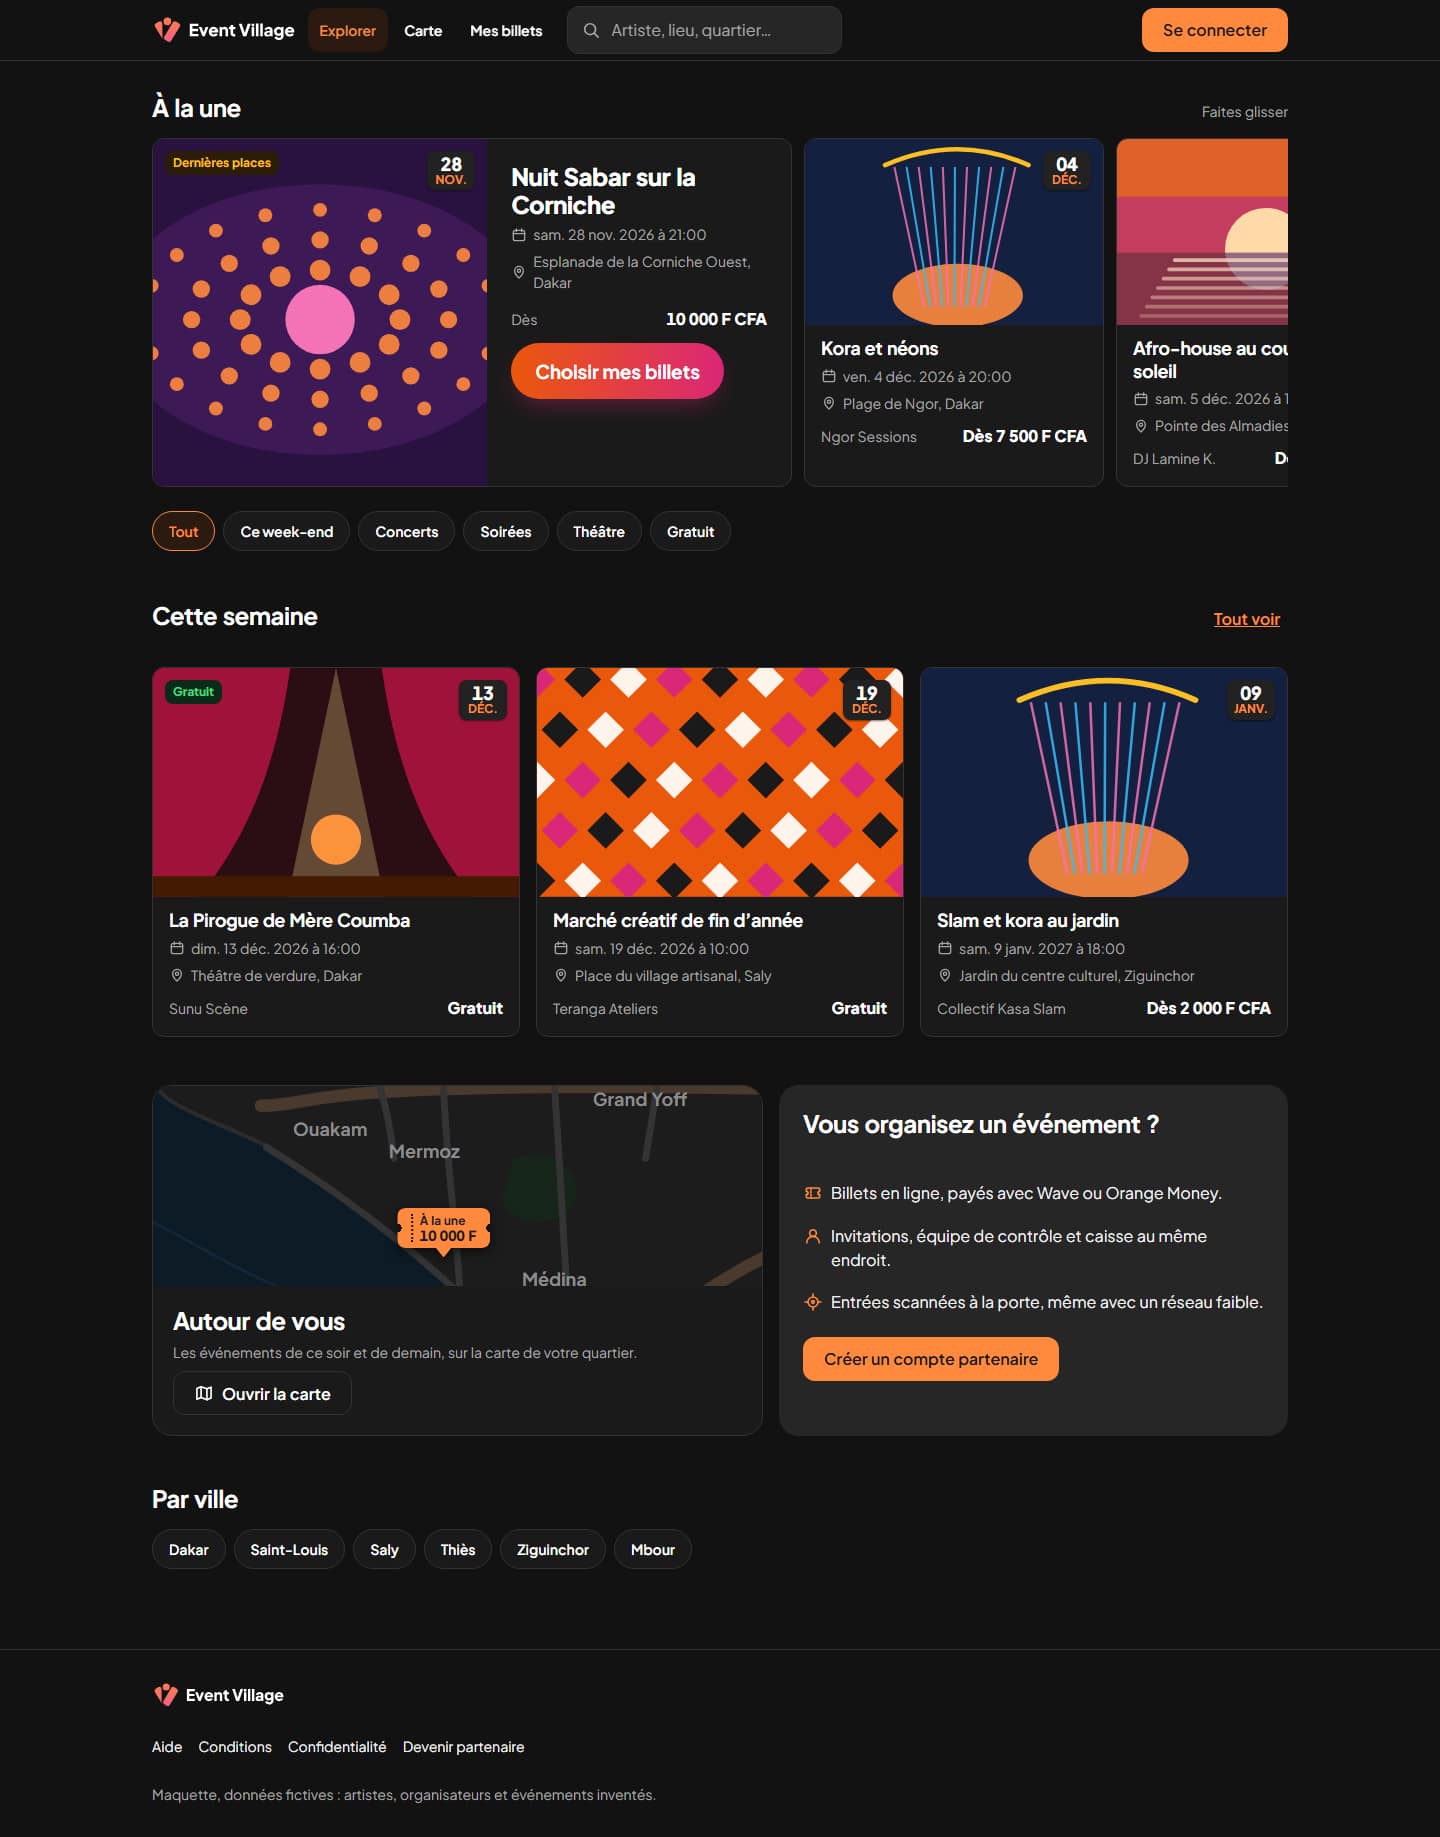 Event Village
Explorer
Carte
Mes billets
Artiste, lieu, quartier...
Se connecter
À la une
Faites glisser
Dernières places
28
NOV.
Nuit Sabar sur la
Corniche
sam. 28 nov. 2026 à 21:00
Esplanade de la Corniche Ouest,
Dakar
Dès
10 000 F CFA
Choisir mes billets
04
DÉC.
Kora et néons
ven. 4 déc. 2026 à 20:00
Plage de Ngor, Dakar
Ngor Sessions
Dès 7 500 F CFA
Afro-house au cou
soleil
sam. 5 déc. 2026 à 1
Pointe des Almadies
DJ Lamine K.
Tout
Ce week-end
Concerts
Soirées
Théâtre
Gratuit
Cette semaine
Tout voir
Gratuit
13
DÉC.
La Pirogue de Mère Coumba
dim. 13 déc. 2026 à 16:00
Théâtre de verdure, Dakar
Sunu Scène
Gratuit
19
DÉC.
Marché créatif de fin d’année
sam. 19 déc. 2026 à 10:00
Place du village artisanal, Saly
Teranga Ateliers
Gratuit
09
JANV.
Slam et kora au jardin
sam. 9 janv. 2027 à 18:00
Jardin du centre culturel, Ziguinchor
Collectif Kasa Slam
Dès 2 000 F CFA
Grand Yoff
Ouakam
Mermoz
À la une
10 000 F
Médina
Autour de vous
Les événements de ce soir et de demain, sur la carte de votre quartier.
Ouvrir la carte
Vous organisez un événement ?
Billets en ligne, payés avec Wave ou Orange Money.
Invitations, équipe de contrôle et caisse au même
endroit.
Entrées scannées à la porte, même avec un réseau faible.
Créer un compte partenaire
Par ville
Dakar
Saint-Louis
Saly
Thiès
Ziguinchor
Mbour
Event Village
Aide
Conditions
Confidentialité
Devenir partenaire
Maquette, données fictives : artistes, organisateurs et événements inventés.